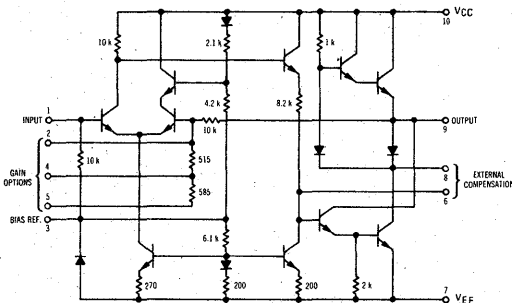 VCC
10
10 k
2.1 k
1 k
4.2 k
8.2 k
1
INPUT
10 k
OUTPUT
9
2
10 k
515
GAIN
OPTIONS
4
585
8
EXTERNAL
COMPENSATION
6
5
BIAS REF.
3
6.1 k
270
200
200
2 k
7
VEE